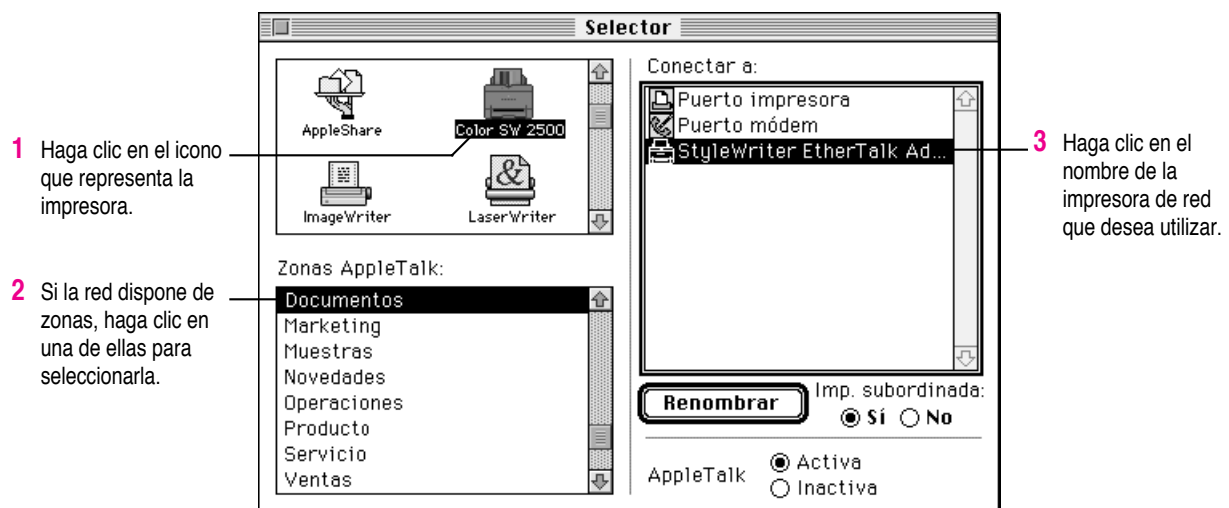 Selector
AppleShare
Color SW 2500
ImageWriter
LaserWriter
1 Haga clic en el icono
que representa la
impresora.
Zonas AppleTalk:
Documentos
Marketing
Muestras
Novedades
Operaciones
Producto
Servicio
Ventas
2 Si la red dispone de
zonas, haga clic en
una de ellas para
seleccionarla.
Conectar a:
Puerto impresora
Puerto módem
StyleWriter EtherTalk Ad...
3 Haga clic en el
nombre de la
impresora de red
que desea utilizar.
Renombrar
Imp. subordinada:
Sí No
AppleTalk
Activa
Inactiva